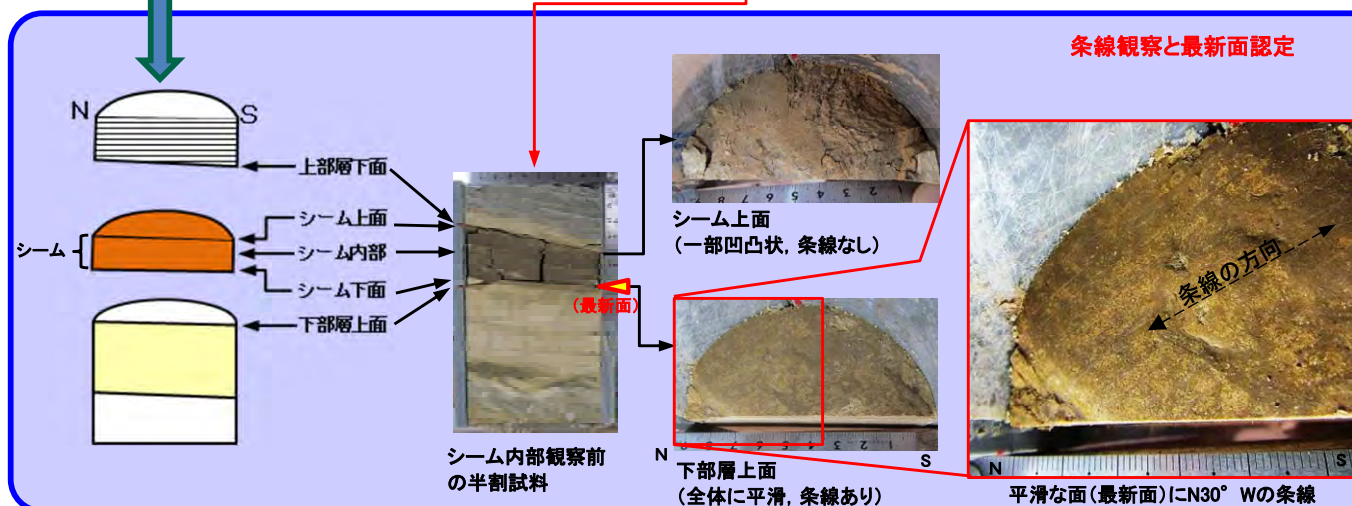 条線観察と最新面認定
N
S
上部層下面
シーム上面
シーム
シーム内部
シーム下面
下部層上面
(最新面)
シーム内部観察前
の半割試料
シーム上面
(一部凹凸状, 条線なし)
N
S
下部層上面
(全体に平滑, 条線あり)
条線の方向
N
S
平滑な面(最新面)にN30°Wの条線